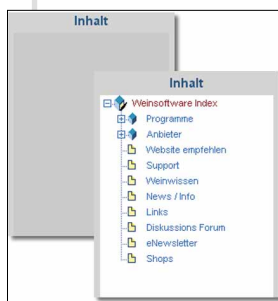 Inhalt
Inhalt
Weinsoftware Index
Programme
Anbieter
Website empfehlen
Support
Weinwissen
News / Info
Links
Diskussions Forum
eNewsletter
Shops